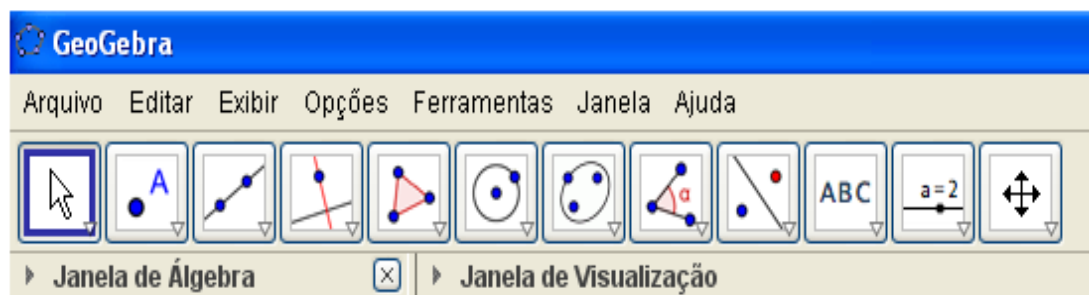 GeoGebra
Arquivo Editar Exibir Opções Ferramentas Janela Ajuda
A α ABC a=2
Janela de Álgebra Janela de Visualização